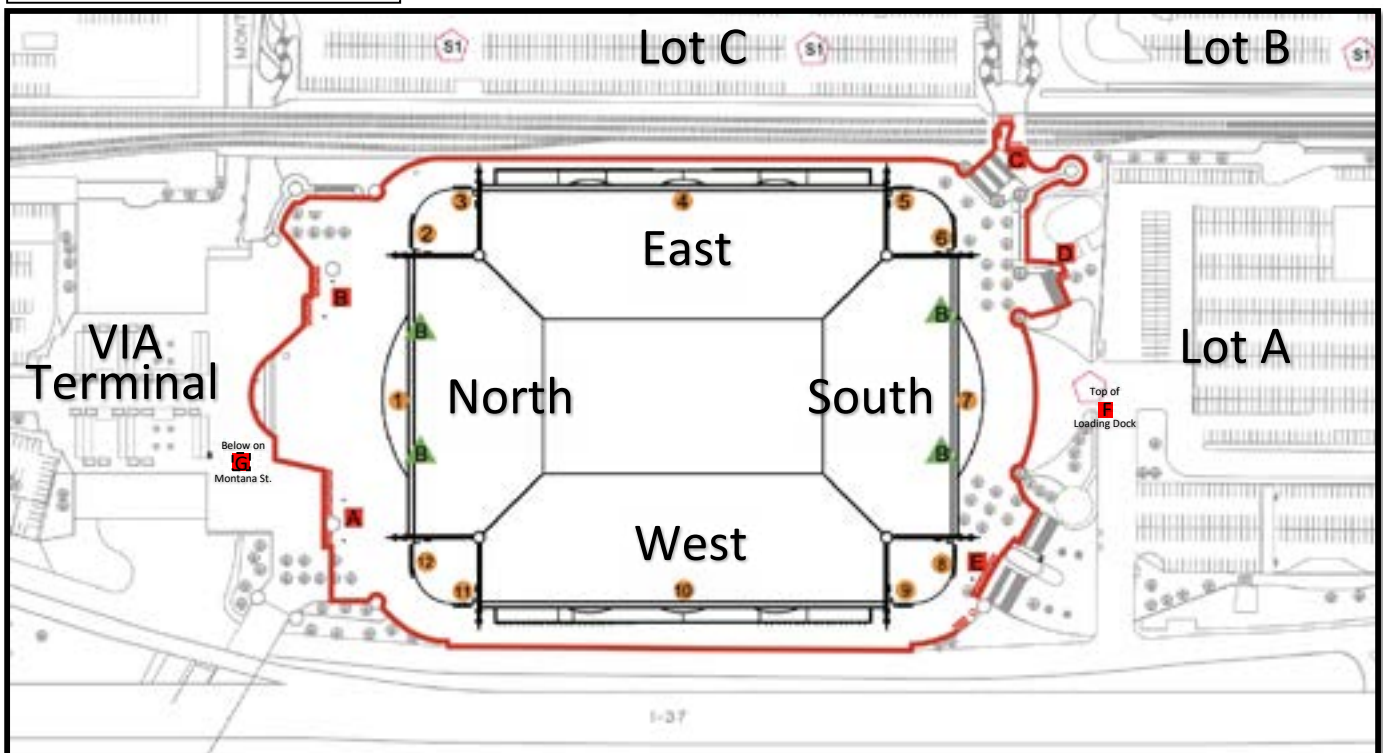 Lot C
Lot B
S1
S1
S1
MONT
C
3
4
5
2
6
East
D
B
B
B
VIA
Terminal
Lot A
North
South
1
7
Top of
F
Loading Dock
Below on
G
Montana St.
B
B
A
West
12
8
E
11
10
9
I-37